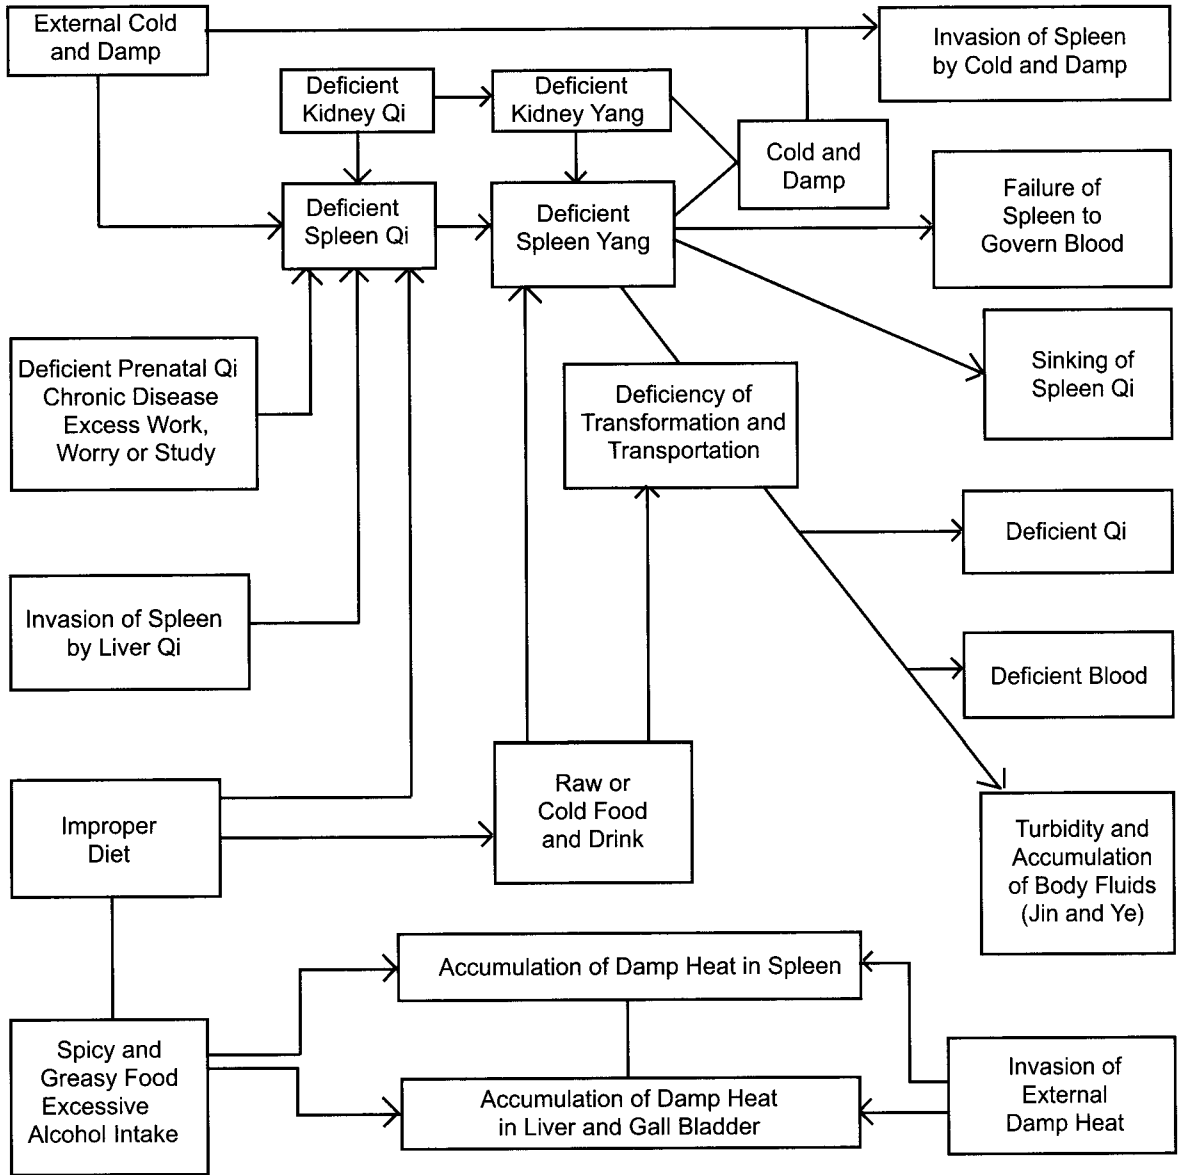 External Cold
and Damp
Invasion of Spleen
by Cold and Damp
Deficient
Kidney Qi
Deficient
Kidney Yang
Cold and
Damp
Failure of
Spleen to
Govern Blood
Deficient
Spleen Qi
Deficient
Spleen Yang
Sinking of
Spleen Qi
Deficient Prenatal Qi
Chronic Disease
Excess Work,
Worry or Study
Deficiency of
Transformation and
Transportation
Deficient Qi
Invasion of Spleen
by Liver Qi
Deficient Blood
Improper
Diet
Raw or
Cold Food
and Drink
Turbidity and
Accumulation
of Body Fluids
(Jin and Ye)
Accumulation of Damp Heat in Spleen
Spicy and
Greasy Food
Excessive
Alcohol Intake
Accumulation of Damp Heat
in Liver and Gall Bladder
Invasion of
External
Damp Heat